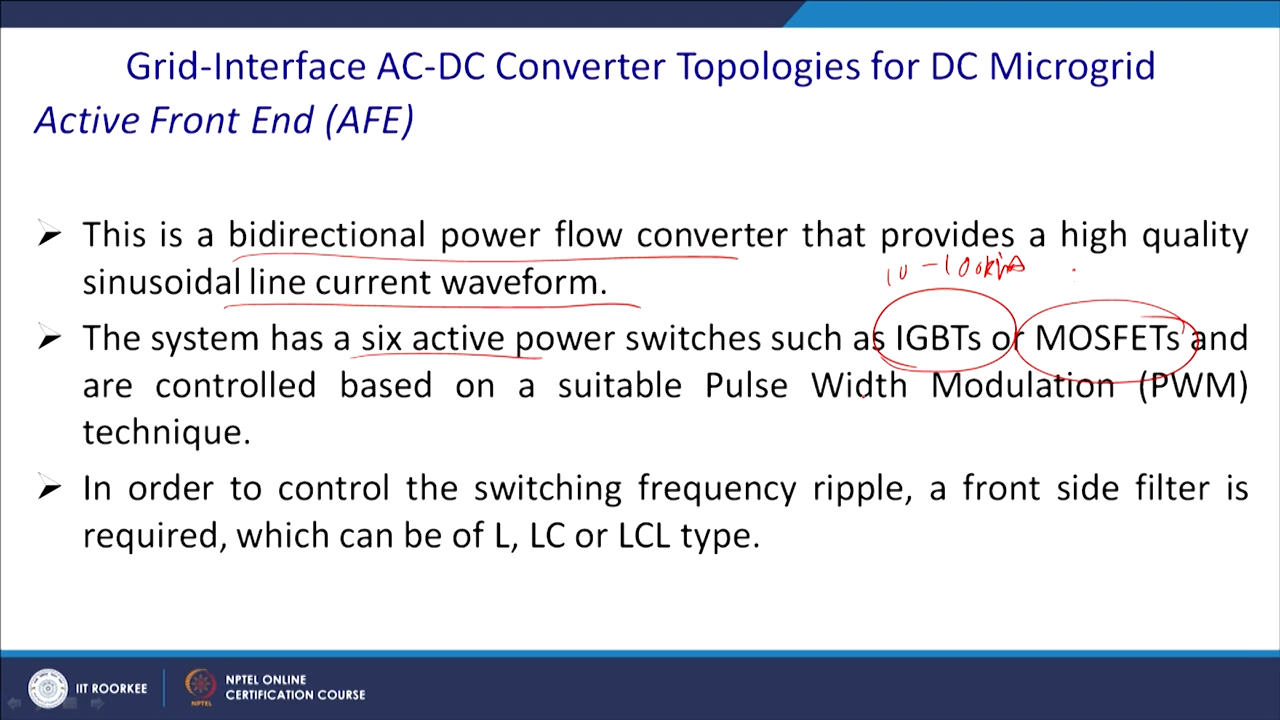 Grid-Interface AC-DC Converter Topologies for DC Microgrid
Active Front End (AFE)
➢ This is a bidirectional power flow converter that provides a high quality
sinusoidal line current waveform.
10-100kVA
➢ The system has a six active power switches such as IGBTs or MOSFETs and
are controlled based on a suitable Pulse Width Modulation (PWM)
technique.
➢ In order to control the switching frequency ripple, a front side filter is
required, which can be of L, LC or LCL type.
IIT ROORKEE
NPTEL
NPTEL ONLINE
CERTIFICATION COURSE